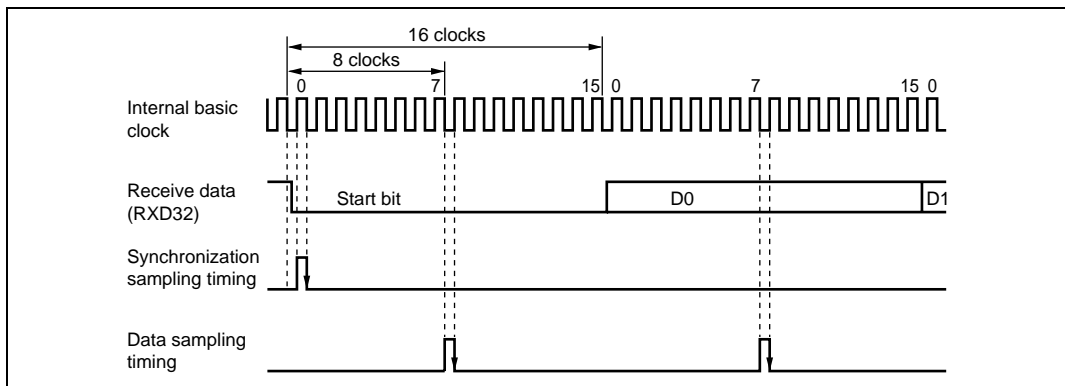 16 clocks
8 clocks
0 7 15 0 7 15 0
Internal basic
clock
Receive data
(RXD32)
Start bit D0 D1
Synchronization
sampling timing
Data sampling
timing